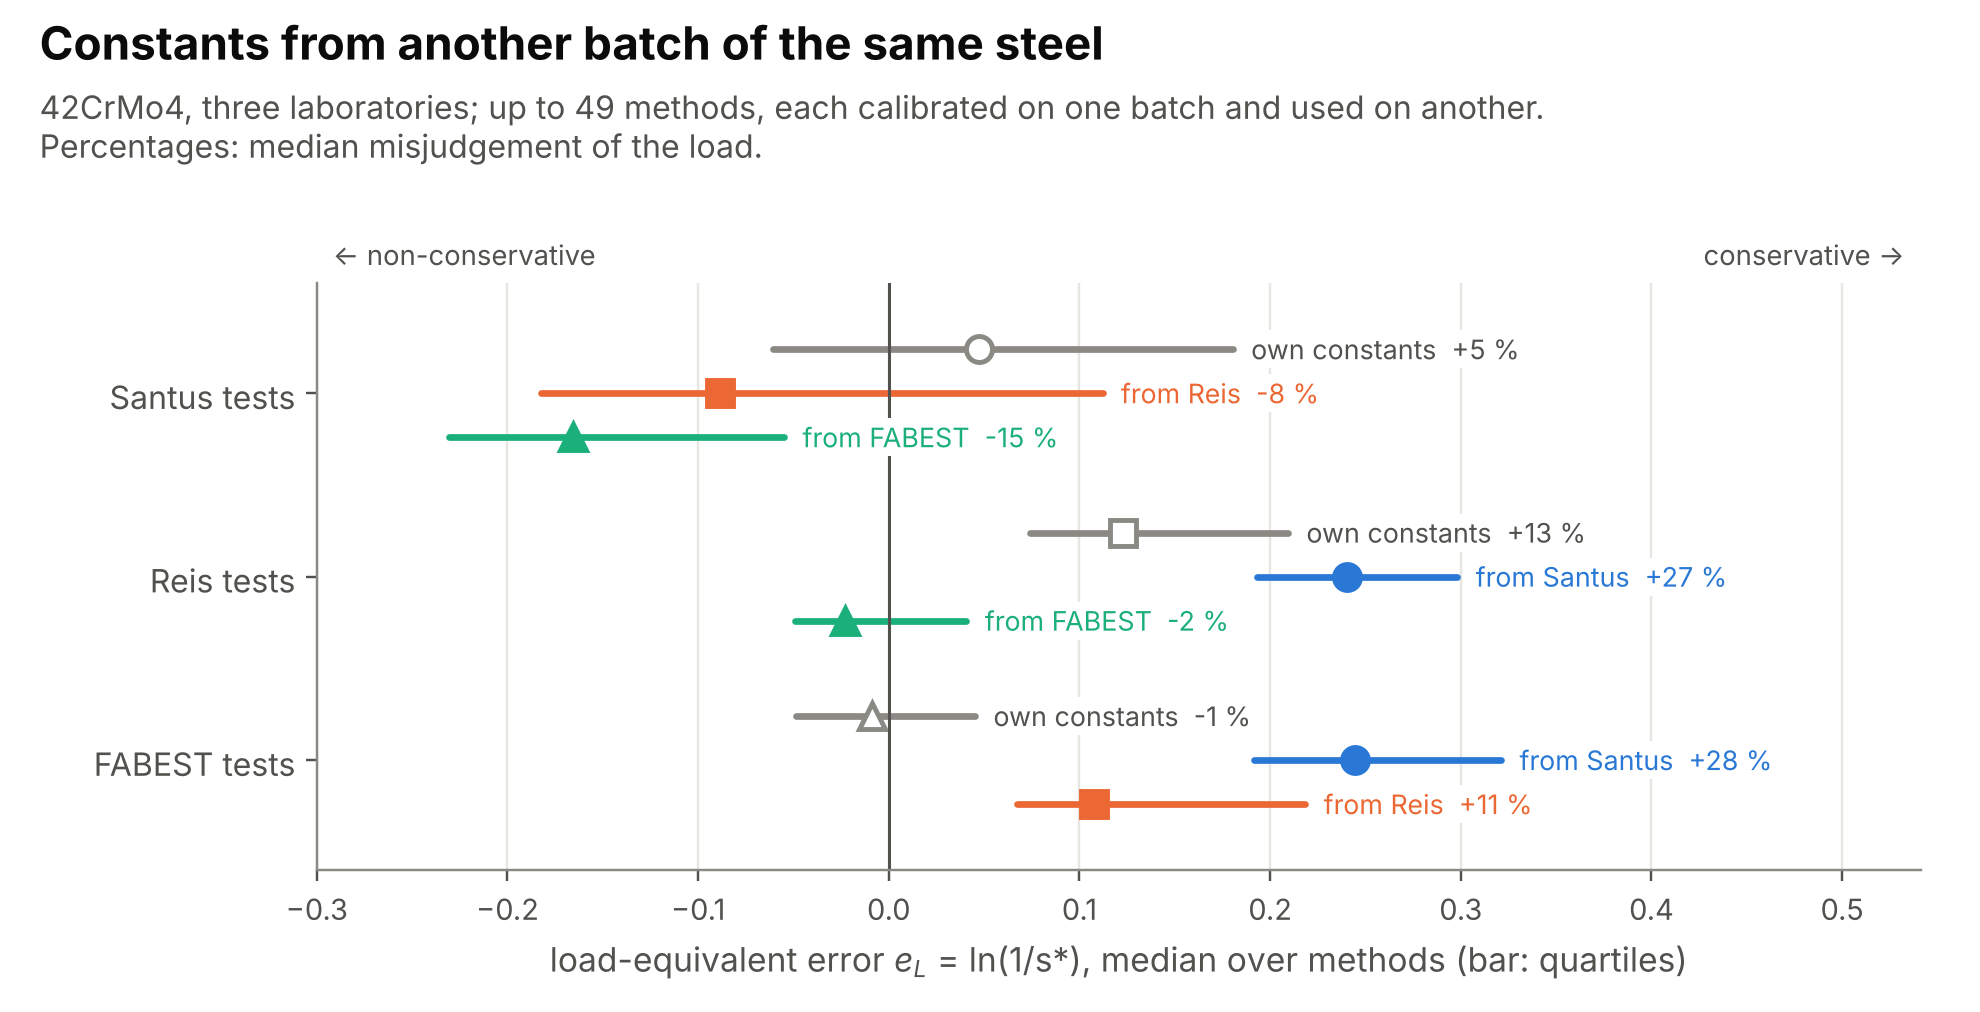 Constants from another batch of the same steel
42CrMo4, three laboratories; up to 49 methods, each calibrated on one batch and used on another.
Percentages: median misjudgement of the load.
← non-conservative
conservative →
own constants +5 %
Santus tests
from Reis -8 %
from FABEST -15 %
own constants +13 %
Reis tests
from Santus +27 %
from FABEST -2 %
own constants -1 %
FABEST tests
from Santus +28 %
from Reis +11 %
−0.3 −0.2 −0.1 0.0 0.1 0.2 0.3 0.4 0.5
load-equivalent error e_L = ln(1/s*), median over methods (bar: quartiles)